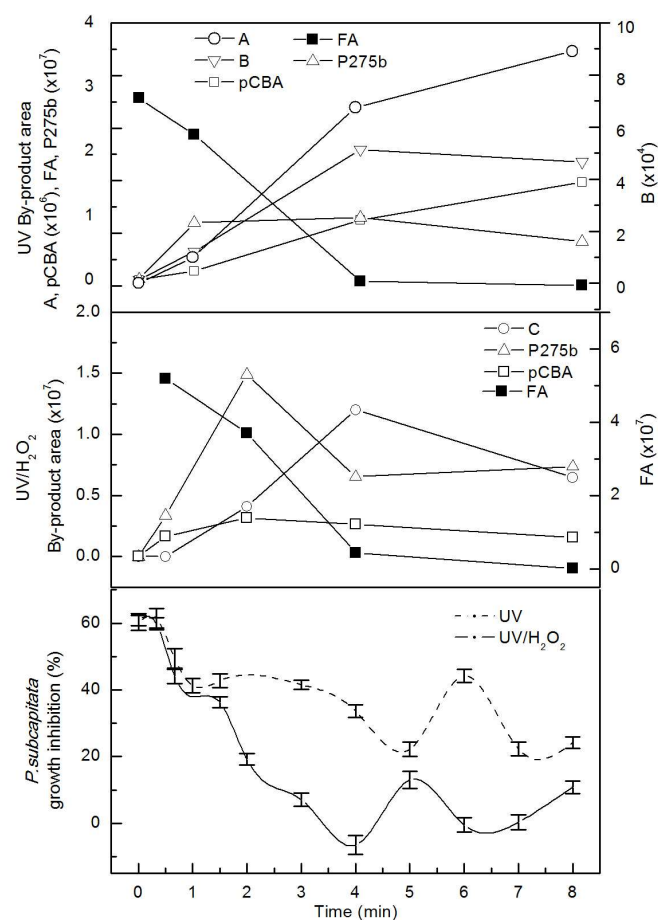 UV By-product area
A, pCBA (x10⁶), FA, P275b (x10⁷)
4
3
2
1
0
A
B
pCBA
FA
P275b
10
8
6
4
2
0
B (x10⁴)
UV/H₂O₂
By-product area (x10⁷)
2.0
1.5
1.0
0.5
0.0
C
P275b
pCBA
FA
6
4
2
0
FA (x10⁷)
P.subcapitata
growth inhibition (%)
60
40
20
0
UV
UV/H₂O₂
0 1 2 3 4 5 6 7 8
Time (min)